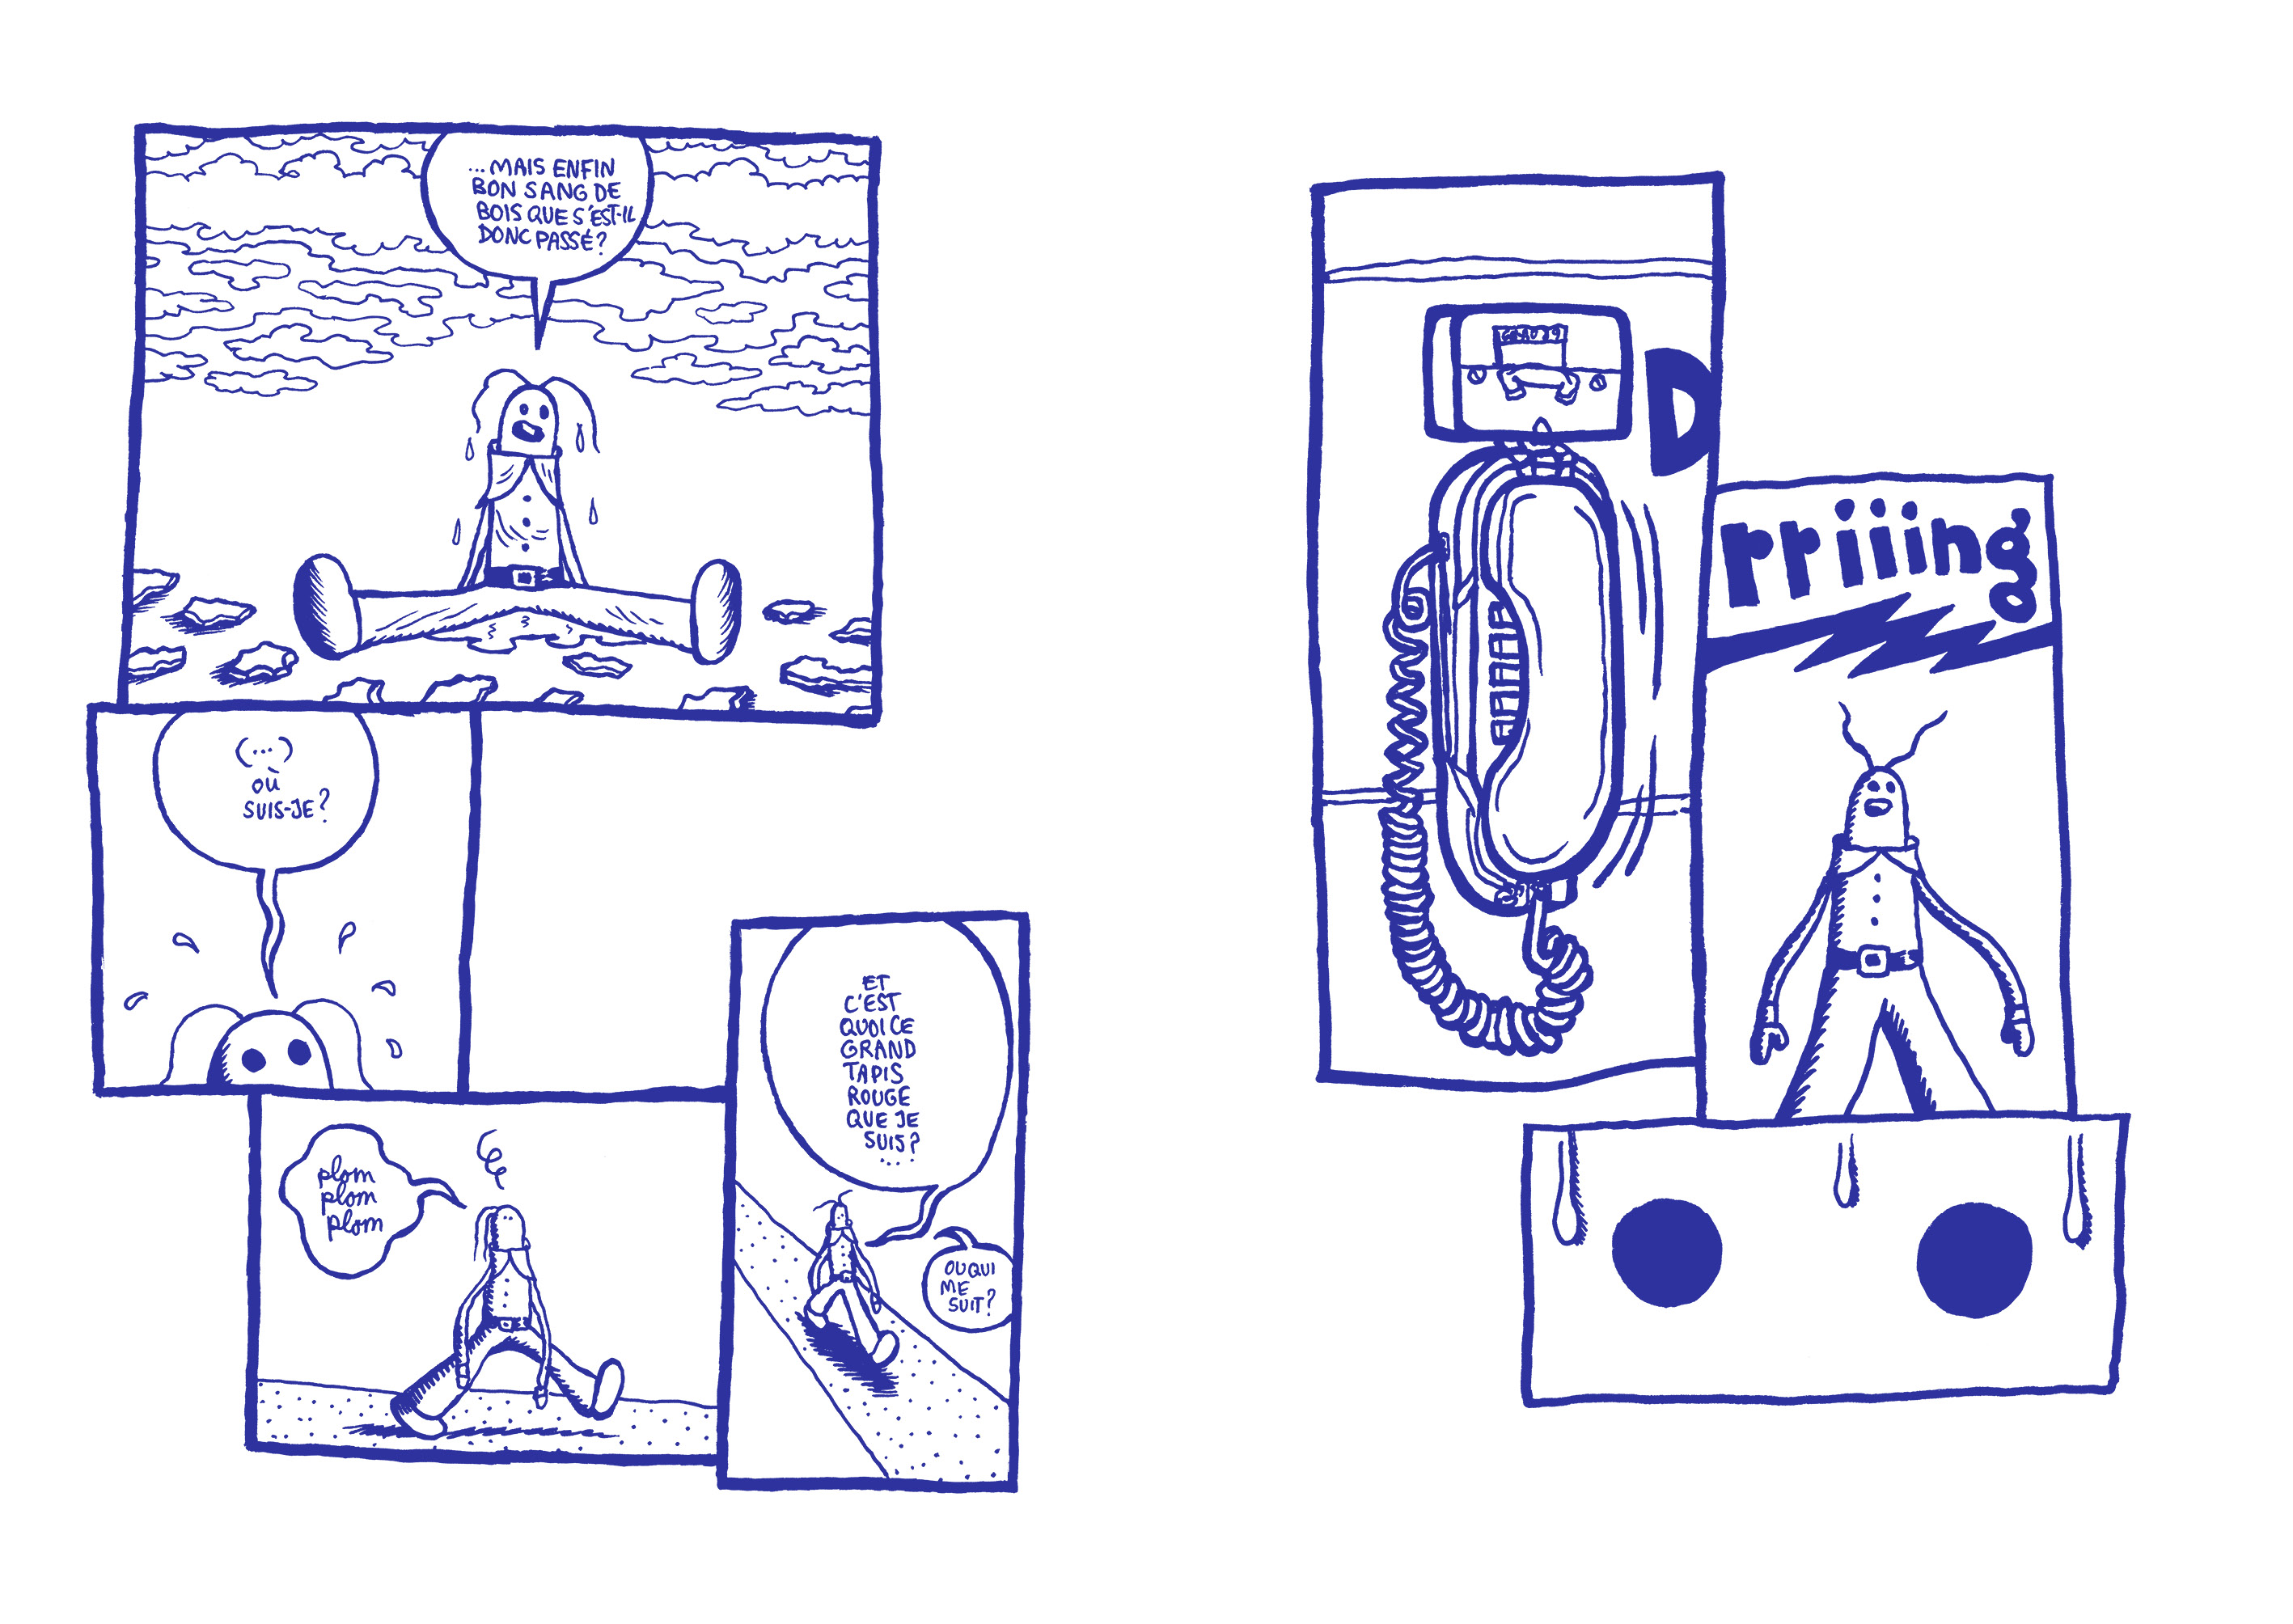 ...MAIS ENFIN
BON SANG DE
BOIS QUE S'EST-IL
DONC PASSÉ?
(...)
OÙ
SUIS-JE?
plom
plom
plom
ET
C'EST
QUOI CE
GRAND
TAPIS
ROUGE
QUE JE
SUIS?
....
OU QUI
ME
SUIT?
D
rriiing